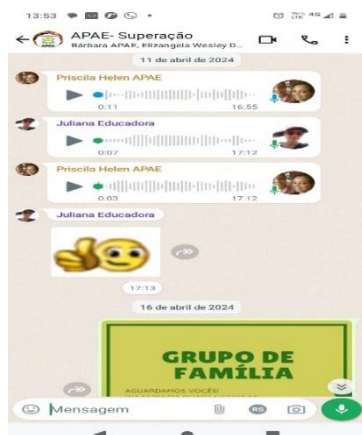 13:53
4G
APAE- Superação
Bárbara APAE, Elizangela Wesley D...
11 de abril de 2024
Priscila Helen APAE
0:11 16:55
Juliana Educadora
0:07 17:12
Priscila Helen APAE
0:03 17:12
Juliana Educadora
17:13
16 de abril de 2024
GRUPO DE
FAMÍLIA
AGUARDAMOS VOCÊS!
Mensagem
R$